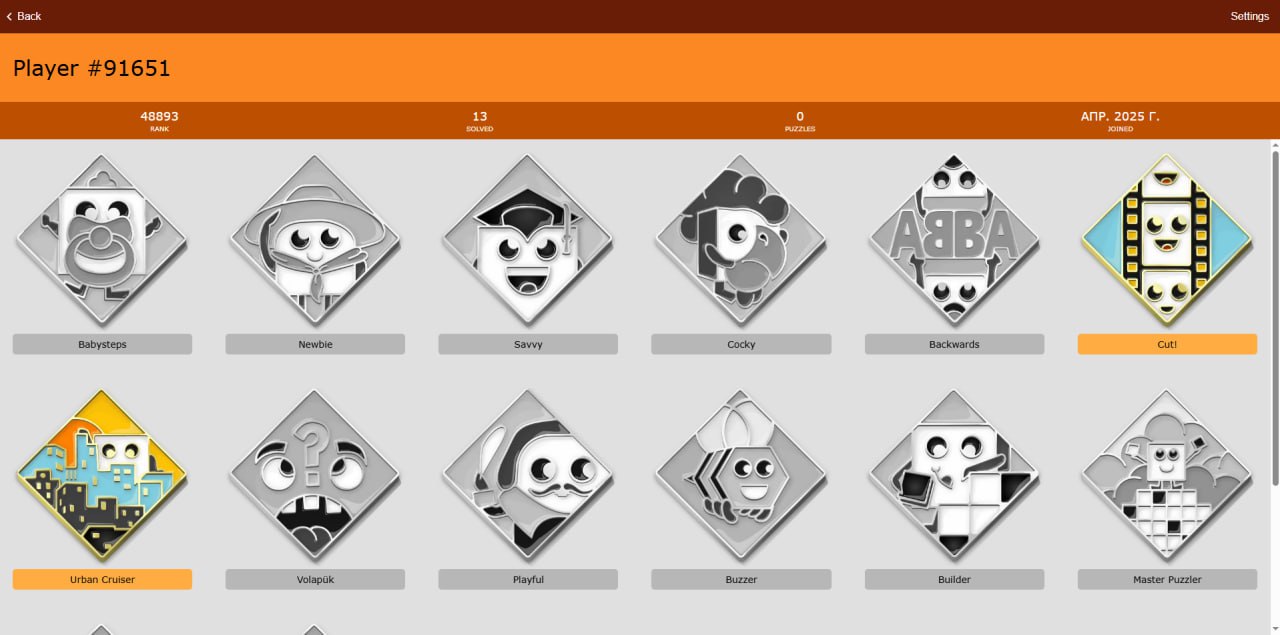 Back
Settings
Player #91651
48893
RANK
13
SOLVED
0
PUZZLES
АПР. 2025 Г.
JOINED
ABBA
Babysteps
Newbie
Savvy
Cocky
Backwards
Cut!
?
Urban Cruiser
Volapük
Playful
Buzzer
Builder
Master Puzzler